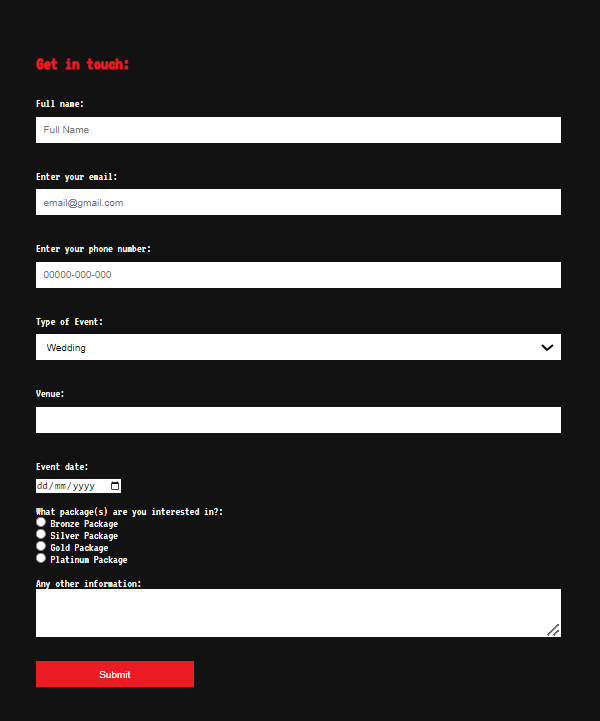 Get in touch:
Full name:
Full Name
Enter your email:
email@gmail.com
Enter your phone number:
00000-000-000
Type of Event:
Wedding
Venue:
Event date:
dd/mm/yyyy
What package(s) are you interested in?:
Bronze Package
Silver Package
Gold Package
Platinum Package
Any other information:
Submit